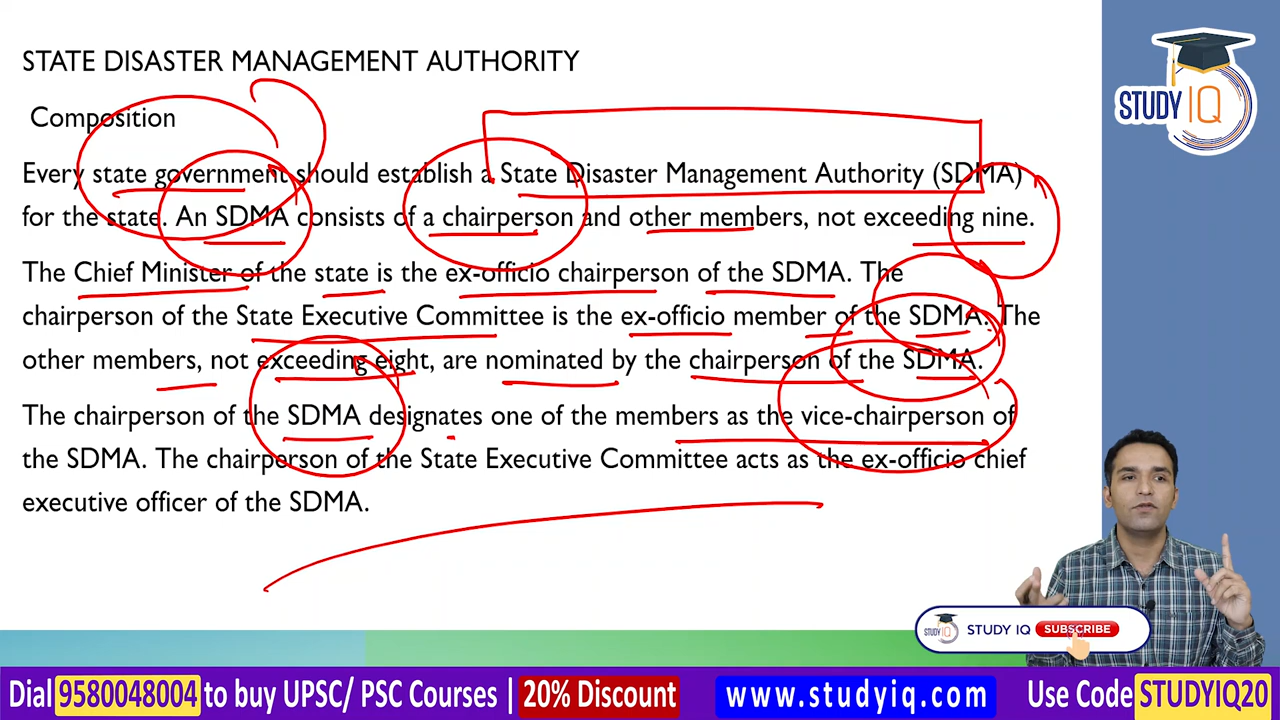 STATE DISASTER MANAGEMENT AUTHORITY
Composition
Every state government should establish a State Disaster Management Authority (SDMA)
for the state. An SDMA consists of a chairperson and other members, not exceeding nine.
The Chief Minister of the state is the ex-officio chairperson of the SDMA. The
chairperson of the State Executive Committee is the ex-officio member of the SDMA. The
other members, not exceeding eight, are nominated by the chairperson of the SDMA.
The chairperson of the SDMA designates one of the members as the vice-chairperson of
the SDMA. The chairperson of the State Executive Committee acts as the ex-officio chief
executive officer of the SDMA.
STUDY IQ
STUDY IQ
STUDY IQ SUBSCRIBE
Dial 9580048004 to buy UPSC/ PSC Courses | 20% Discount www.studyiq.com Use Code STUDYIQ20